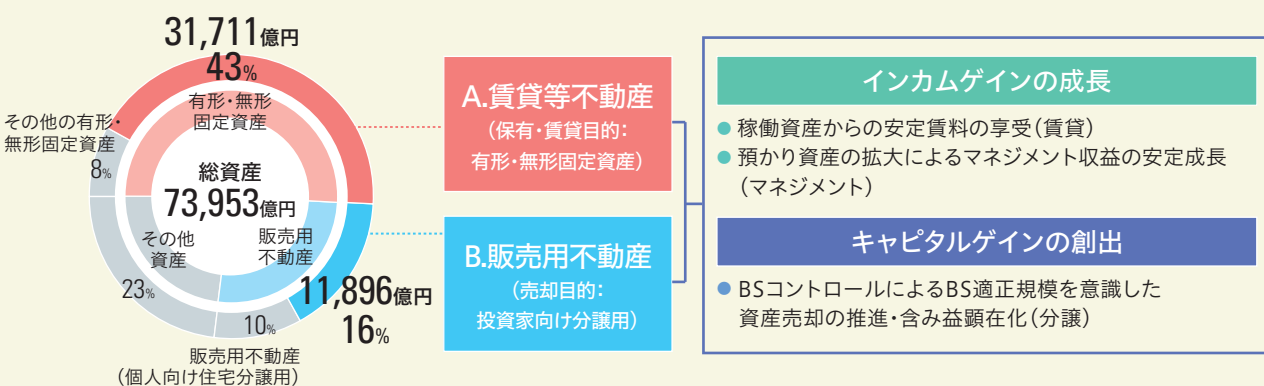 31,711億円
43%
有形・無形
固定資産
その他の有形・
無形固定資産
8%
総資産
73,953億円
その他
資産
販売用
不動産
23%
11,896億円
16%
10%
販売用不動産
（個人向け住宅分譲用）
A.賃貸等不動産
（保有・賃貸目的：
有形・無形固定資産）
B.販売用不動産
（売却目的：
投資家向け分譲用）
インカムゲインの成長
● 稼働資産からの安定賃料の享受（賃貸）
● 預かり資産の拡大によるマネジメント収益の安定成長
（マネジメント）
キャピタルゲインの創出
● BSコントロールによるBS適正規模を意識した
資産売却の推進・含み益顕在化（分譲）